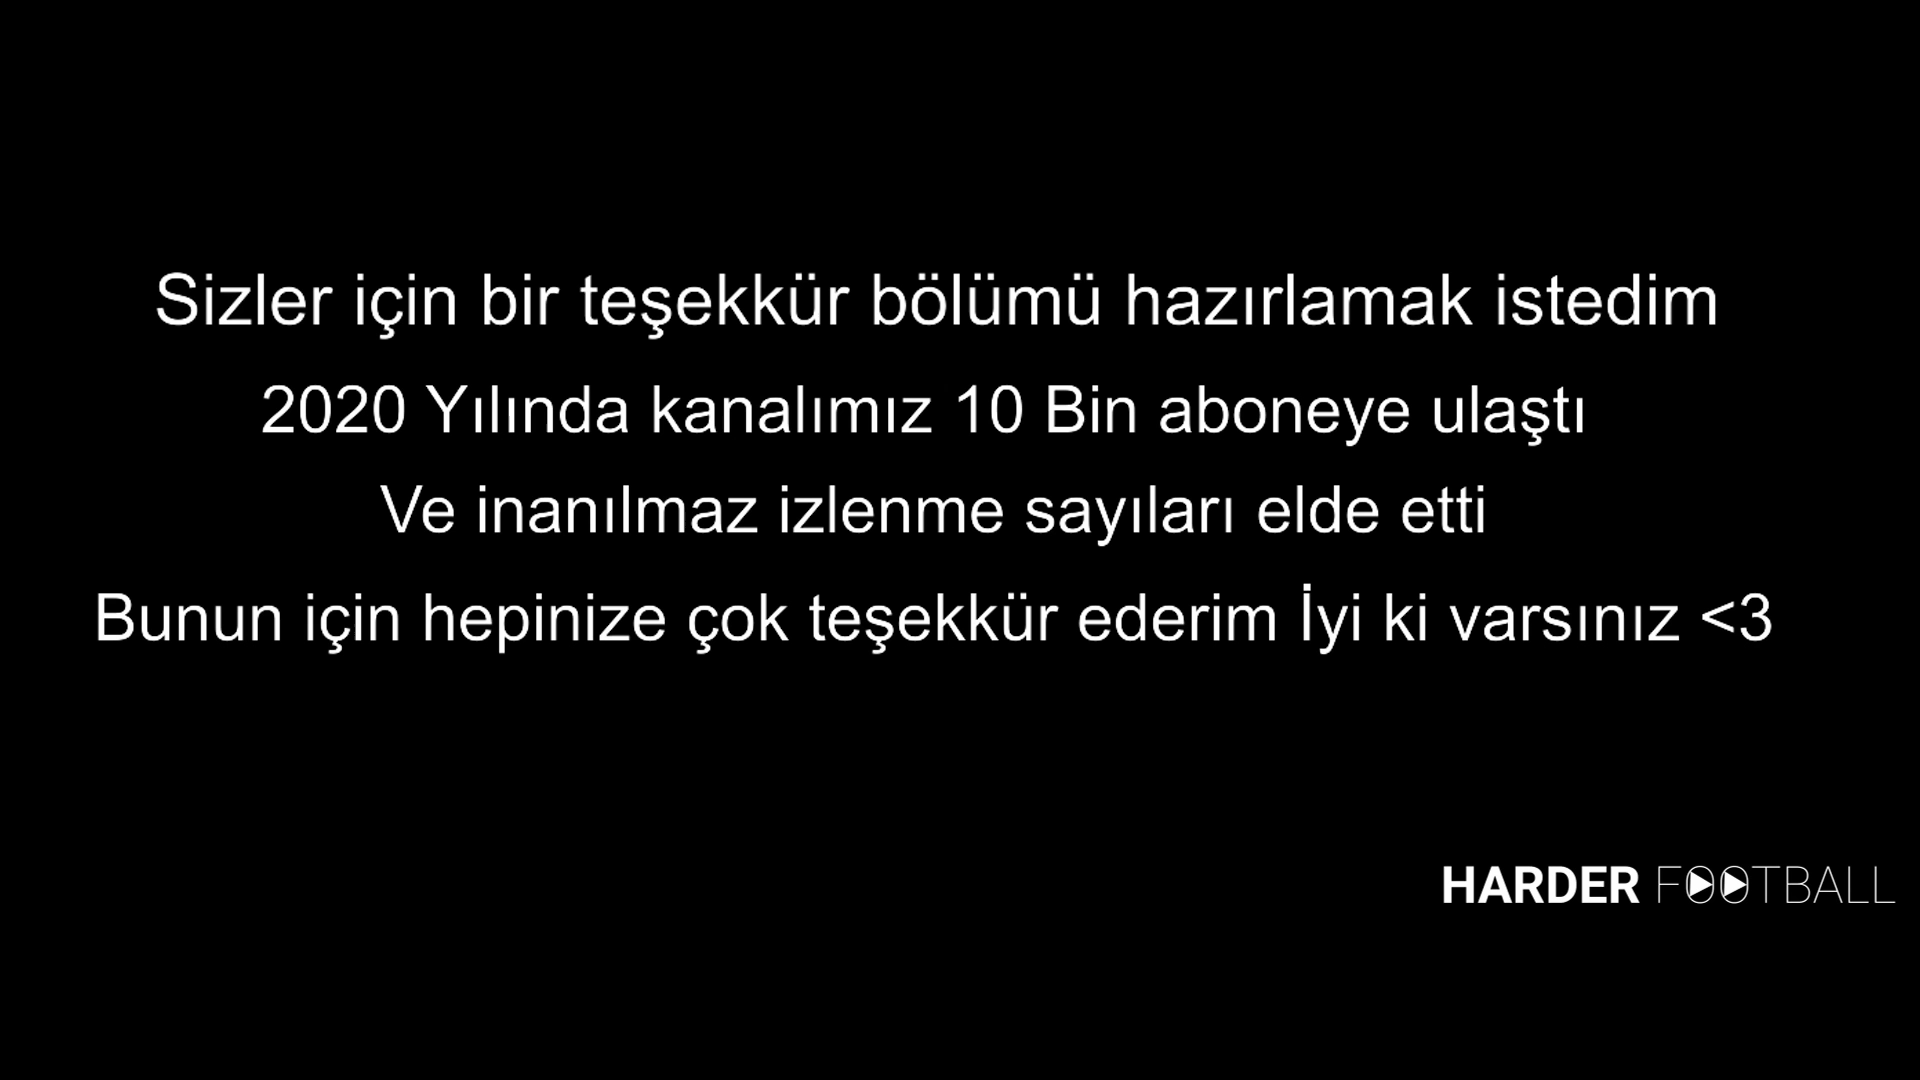 Sizler için bir teşekkür bölümü hazırlamak istedim
2020 Yılında kanalımız 10 Bin aboneye ulaştı
Ve inanılmaz izlenme sayıları elde etti
Bunun için hepinize çok teşekkür ederim İyi ki varsınız <3
HARDER FOOTBALL